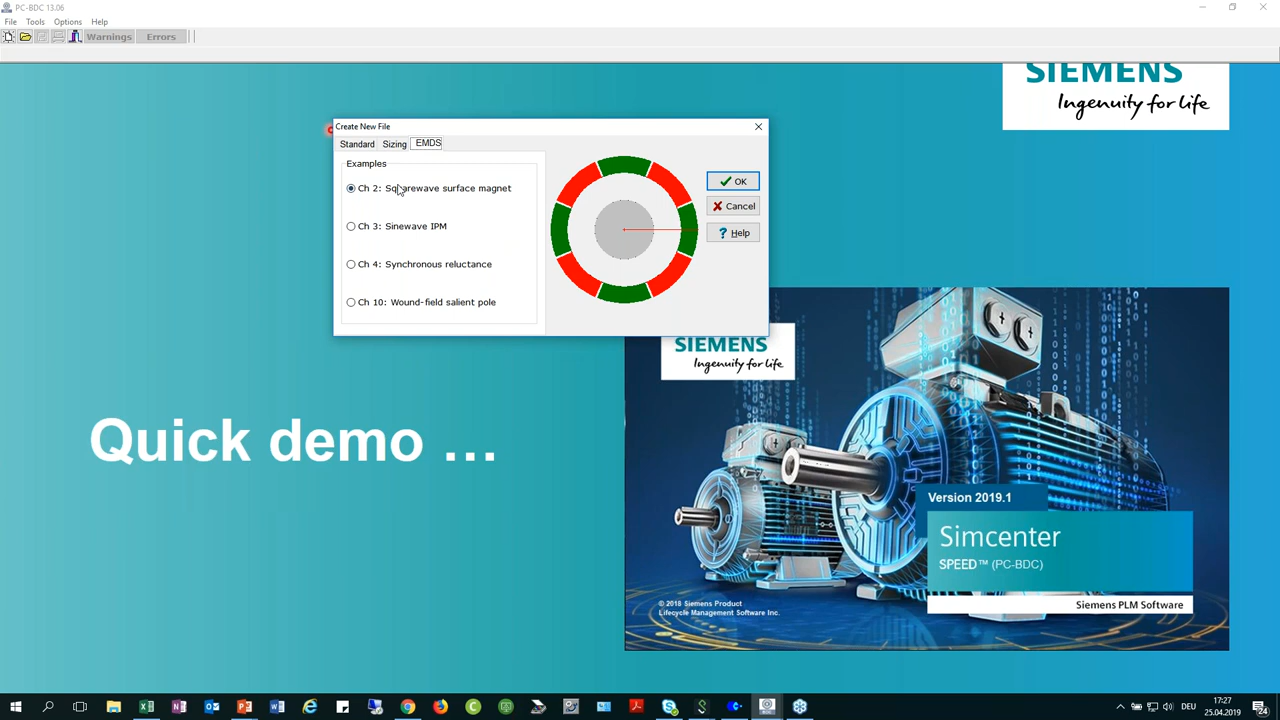 PC-BDC 13.06
File Tools Options Help
Warnings Errors
SIEMENS
Ingenuity for life
Create New File
Standard Sizing EMDS
Examples
Ch 2: Squarewave surface magnet
Ch 3: Sinewave IPM
Ch 4: Synchronous reluctance
Ch 10: Wound-field salient pole
OK
Cancel
? Help
SIEMENS
Ingenuity for life
Quick demo ...
Version 2019.1
Simcenter
SPEED™ (PC-BDC)
© 2018 Siemens Product
Lifecycle Management Software Inc.
Siemens PLM Software
DEU
17:27
25.04.2019
24